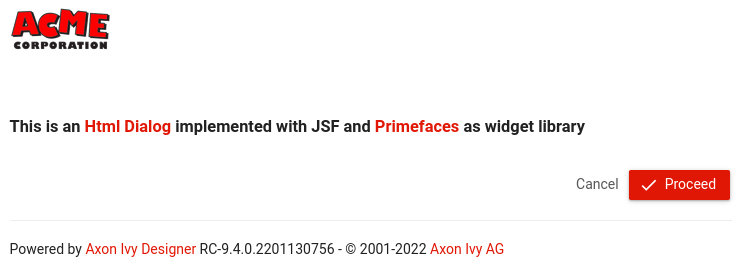 ACME
CORPORATION
This is an Html Dialog implemented with JSF and Primefaces as widget library
Cancel Proceed
Powered by Axon Ivy Designer RC-9.4.0.2201130756 - © 2001-2022 Axon Ivy AG